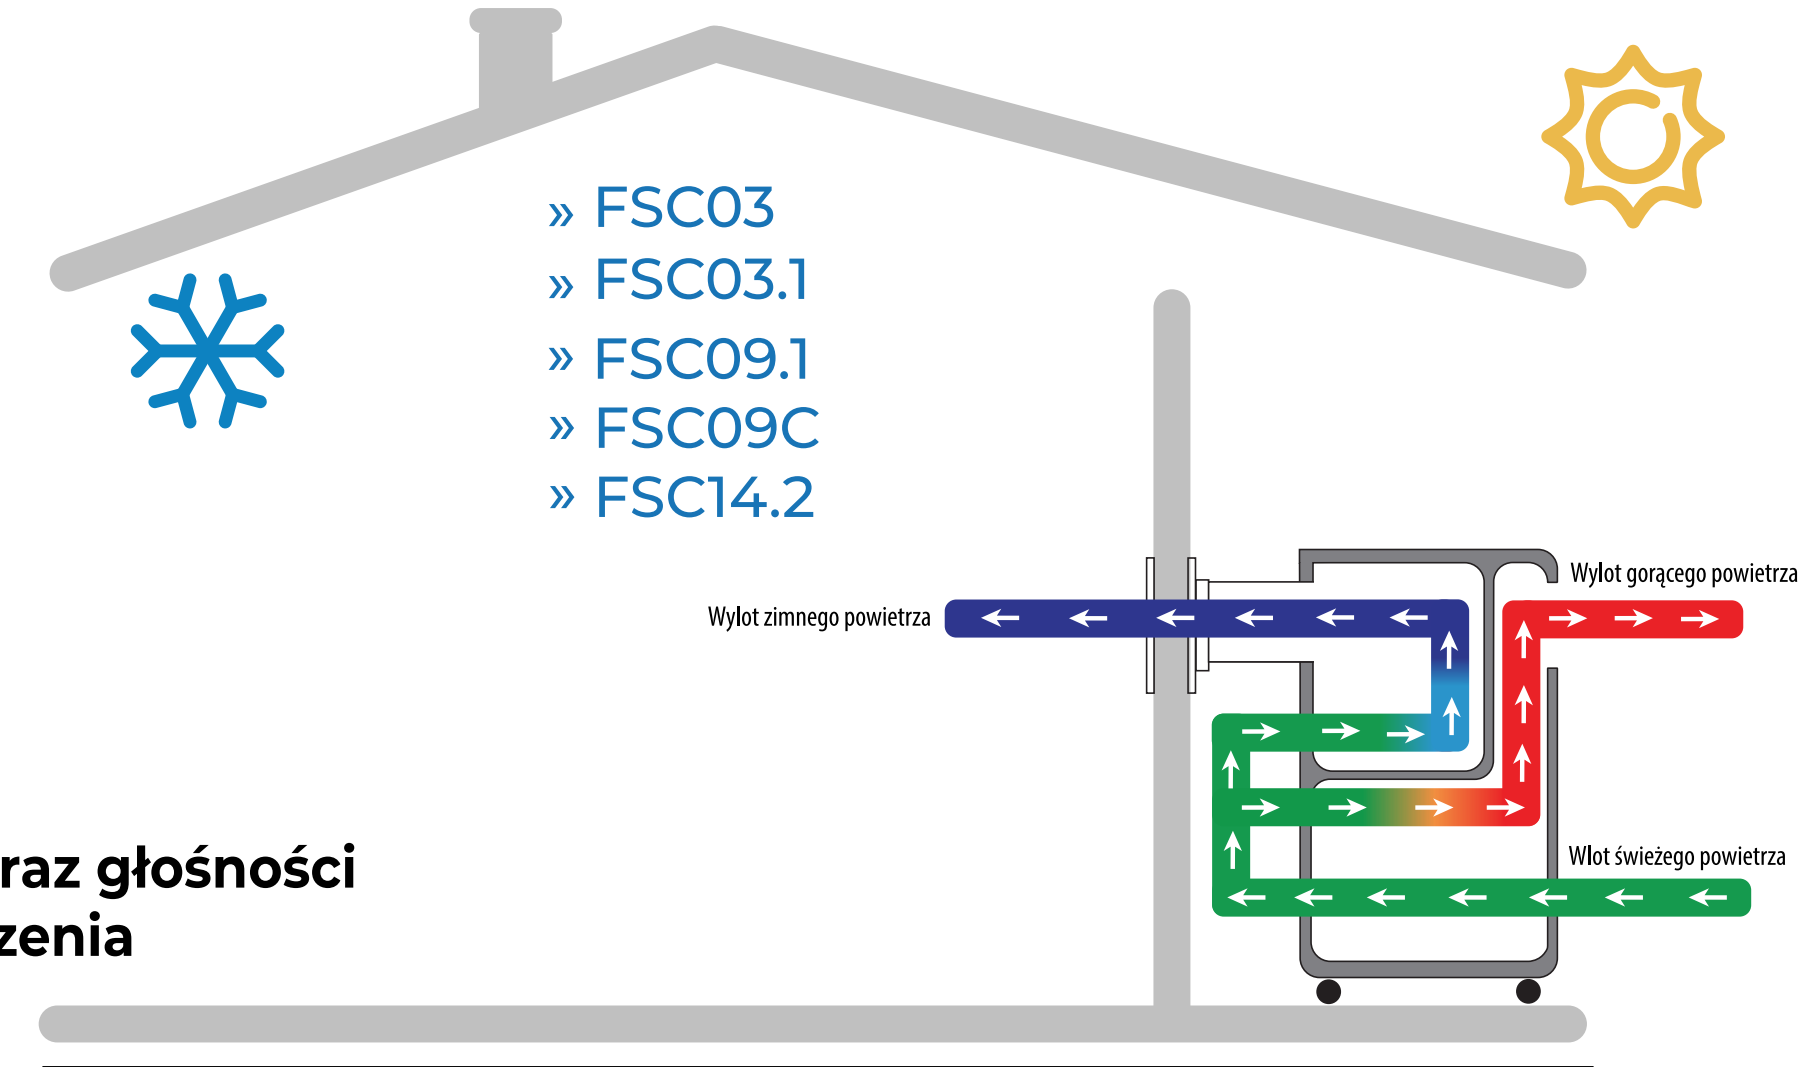 » FSC03
» FSC03.1
» FSC09.1
» FSC09C
» FSC14.2
Wylot gorącego powietrza
Wylot zimnego powietrza
Wlot świeżego powietrza
raz głośności
zenia